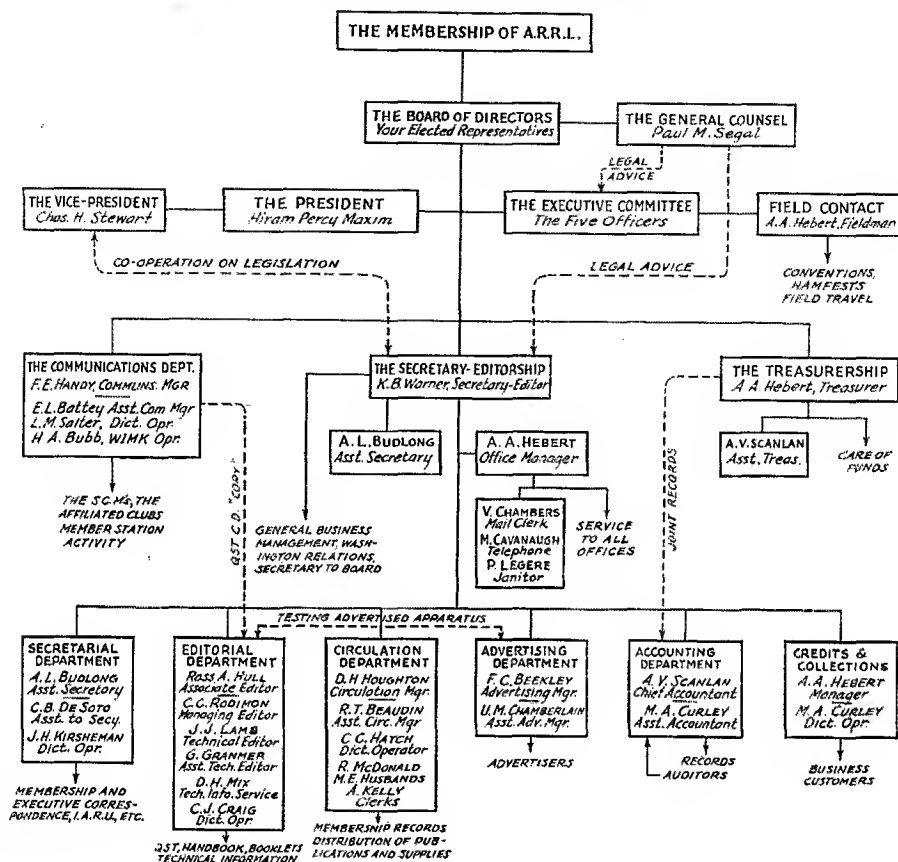 THE MEMBERSHIP OF A.R.R.L.
THE BOARD OF DIRECTORS
Your Elected Representatives
THE GENERAL COUNSEL
Paul M. Segal
LEGAL
ADVICE
THE VICE-PRESIDENT
Chas. H. Stewart
THE PRESIDENT
Hiram Percy Maxim
THE EXECUTIVE COMMITTEE
The Five Officers
FIELD CONTACT
A.A. Hebert, Fieldman
CO-OPERATION ON LEGISLATION
LEGAL ADVICE
CONVENTIONS,
HAMFESTS
FIELD TRAVEL
THE COMMUNICATIONS DEPT.
F.E. HANDY, COMMUNS. MGR
E.L. Battey Asst. Com Mgr
L.M. Salter, Dict. Opr.
H A. Bubb, W1MK Opr.
THE SECRETARY-EDITORSHIP
K.B. Warner, Secretary-Editor
THE TREASURERSHIP
A A. Hebert, Treasurer
A.L. BUDLONG
Asst. Secretary
A. A. HEBERT
Office Manager
A.V. SCANLAN
Asst, Treas.
CARE OF
FUNDS
THE S.C.M's, THE
AFFILIATED CLUBS
MEMBER STATION
ACTIVITY
QST C.D. "COPY"
GENERAL BUSINESS
MANAGEMENT, WASH-
INGTON RELATIONS,
SECRETARY TO BOARD
V. CHAMBERS
Mail Clerk
M. CAVANAUGH
Telephone
P. LEGERE
Janitor
SERVICE
TO ALL
OFFICES
JOINT RECORDS
TESTING ADVERTISED APPARATUS
SECRETARIAL
DEPARTMENT
A.L. BUDLONG
Asst. Secretary
C.B. DE SOTO
Asst. to Secy.
J.H. KIRSHEMAN
Dict. Opr.
EDITORIAL
DEPARTMENT
Ross A. HULL
Associate Editor
C.C. RODIMON
Managing Editor
J.J. LAMB
Technical Editor
G. GRAMMER
Asst. Tech. Editor
D.H. MIX
Tech. Info. Service
C.J. CRAIG
Dict. Opr.
CIRCULATION
DEPARTMENT
D.H HOUGHTON
Circulation Mgr.
R.T. BEAUDIN
Asst. Circ. Mgr
C C. HATCH
Dict. Operator
R. MCDONALD
M.E. HUSBANDS
A. KELLY
Clerks
ADVERTISING
DEPARTMENT
F. C. BEEKLEY
Advertising Mgr.
U.M. CHAMBERLAIN
Asst. Adv. Mgr.
ACCOUNTING
DEPARTMENT
A. V. SCANLAN
Chief Accountant
M. A. CURLEY
Asst. Accountant
CREDITS &
COLLECTIONS
A. A. HEBERT
Manager
M. A. CURLEY
Dict. Opr.
MEMBERSHIP AND
EXECUTIVE CORRES-
PONDENCE, I.A.R.U., ETC.
QST, HANDBOOK, BOOKLETS
TECHNICAL INFORMATION
MEMBERSHIP RECORDS
DISTRIBUTION OF PUB-
LICATIONS AND SUPPLIES
ADVERTISERS
RECORDS
AUDITORS
BUSINESS
CUSTOMERS